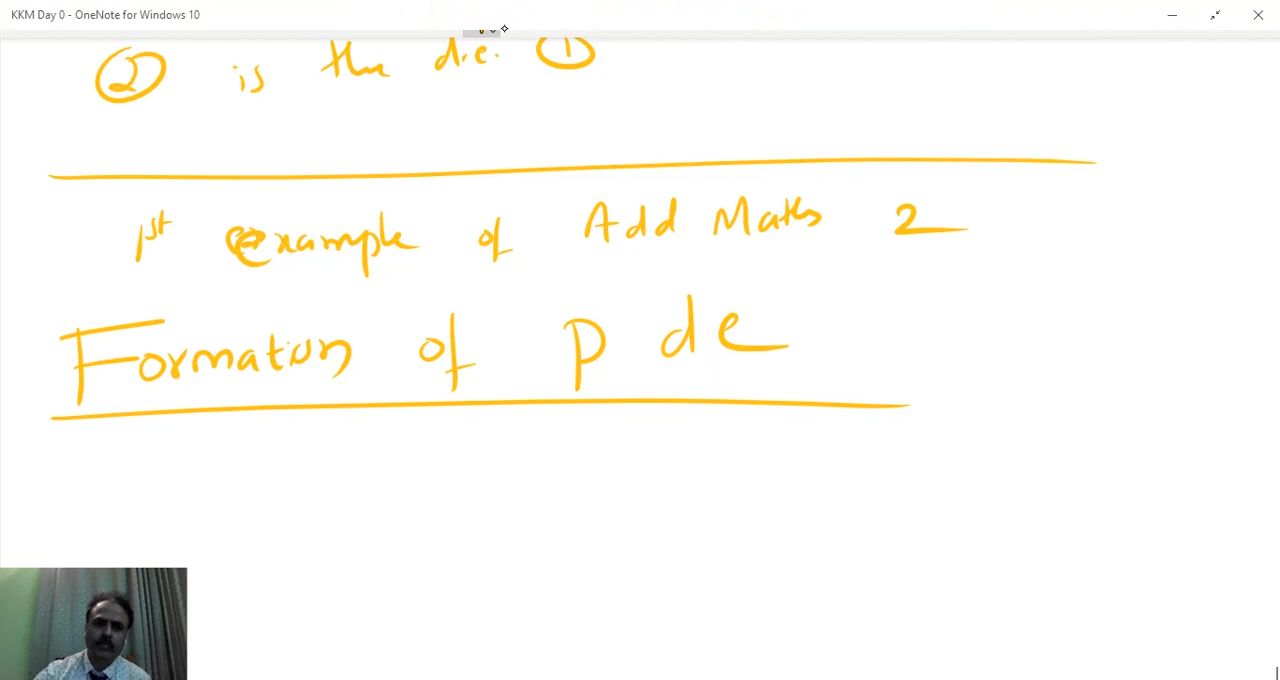 KKM Day 0 - OneNote for Windows 10
② is the d.e. ①
1st example of Add Maths 2
Formation of p de